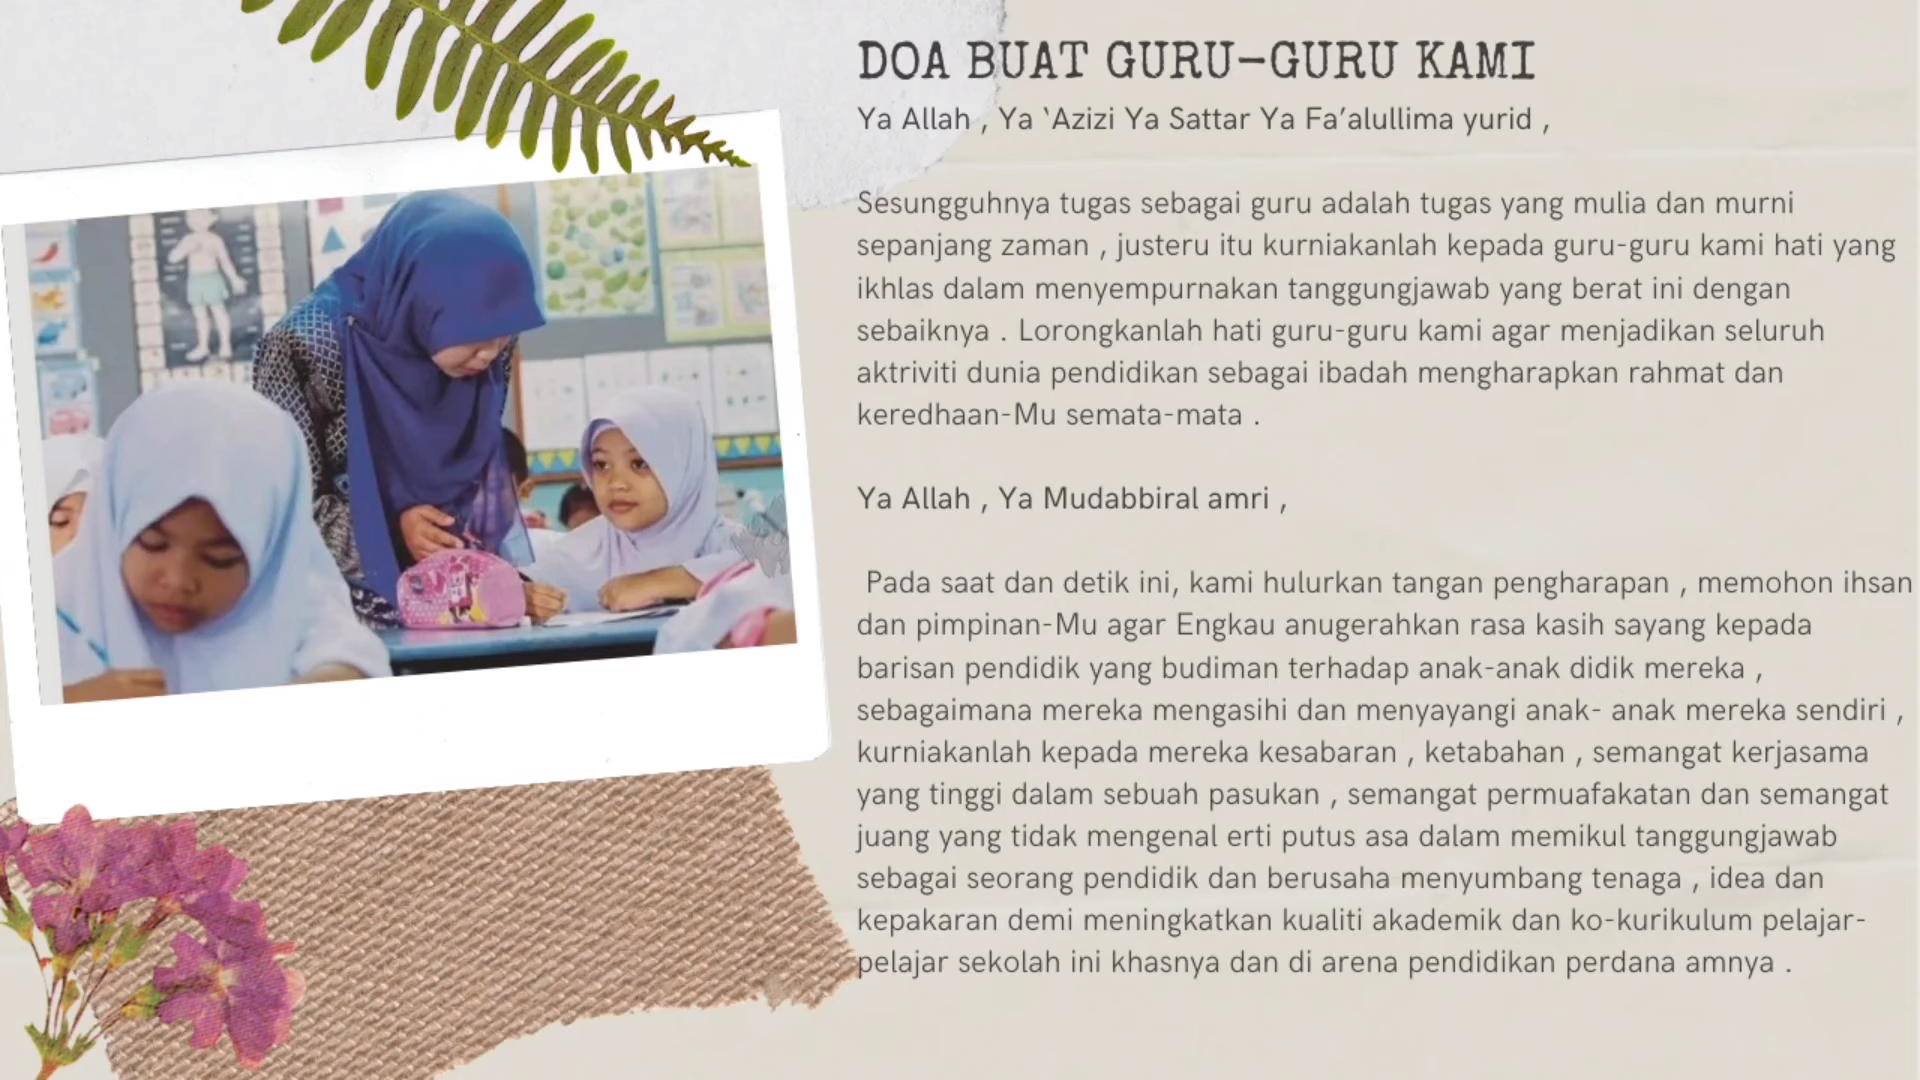 DOA BUAT GURU-GURU KAMI
Ya Allah , Ya ‘Azizi Ya Sattar Ya Fa’alullima yurid ,
Sesungguhnya tugas sebagai guru adalah tugas yang mulia dan murni
sepanjang zaman , justeru itu kurniakanlah kepada guru-guru kami hati yang
ikhlas dalam menyempurnakan tanggungjawab yang berat ini dengan
sebaiknya . Lorongkanlah hati guru-guru kami agar menjadikan seluruh
aktriviti dunia pendidikan sebagai ibadah mengharapkan rahmat dan
keredhaan-Mu semata-mata .
Ya Allah , Ya Mudabbiral amri ,
Pada saat dan detik ini, kami hulurkan tangan pengharapan , memohon ihsan
dan pimpinan-Mu agar Engkau anugerahkan rasa kasih sayang kepada
barisan pendidik yang budiman terhadap anak-anak didik mereka ,
sebagaimana mereka mengasihi dan menyayangi anak- anak mereka sendiri ,
kurniakanlah kepada mereka kesabaran , ketabahan , semangat kerjasama
yang tinggi dalam sebuah pasukan , semangat permuafakatan dan semangat
juang yang tidak mengenal erti putus asa dalam memikul tanggungjawab
sebagai seorang pendidik dan berusaha menyumbang tenaga , idea dan
kepakaran demi meningkatkan kualiti akademik dan ko-kurikulum pelajar-
pelajar sekolah ini khasnya dan di arena pendidikan perdana amnya .